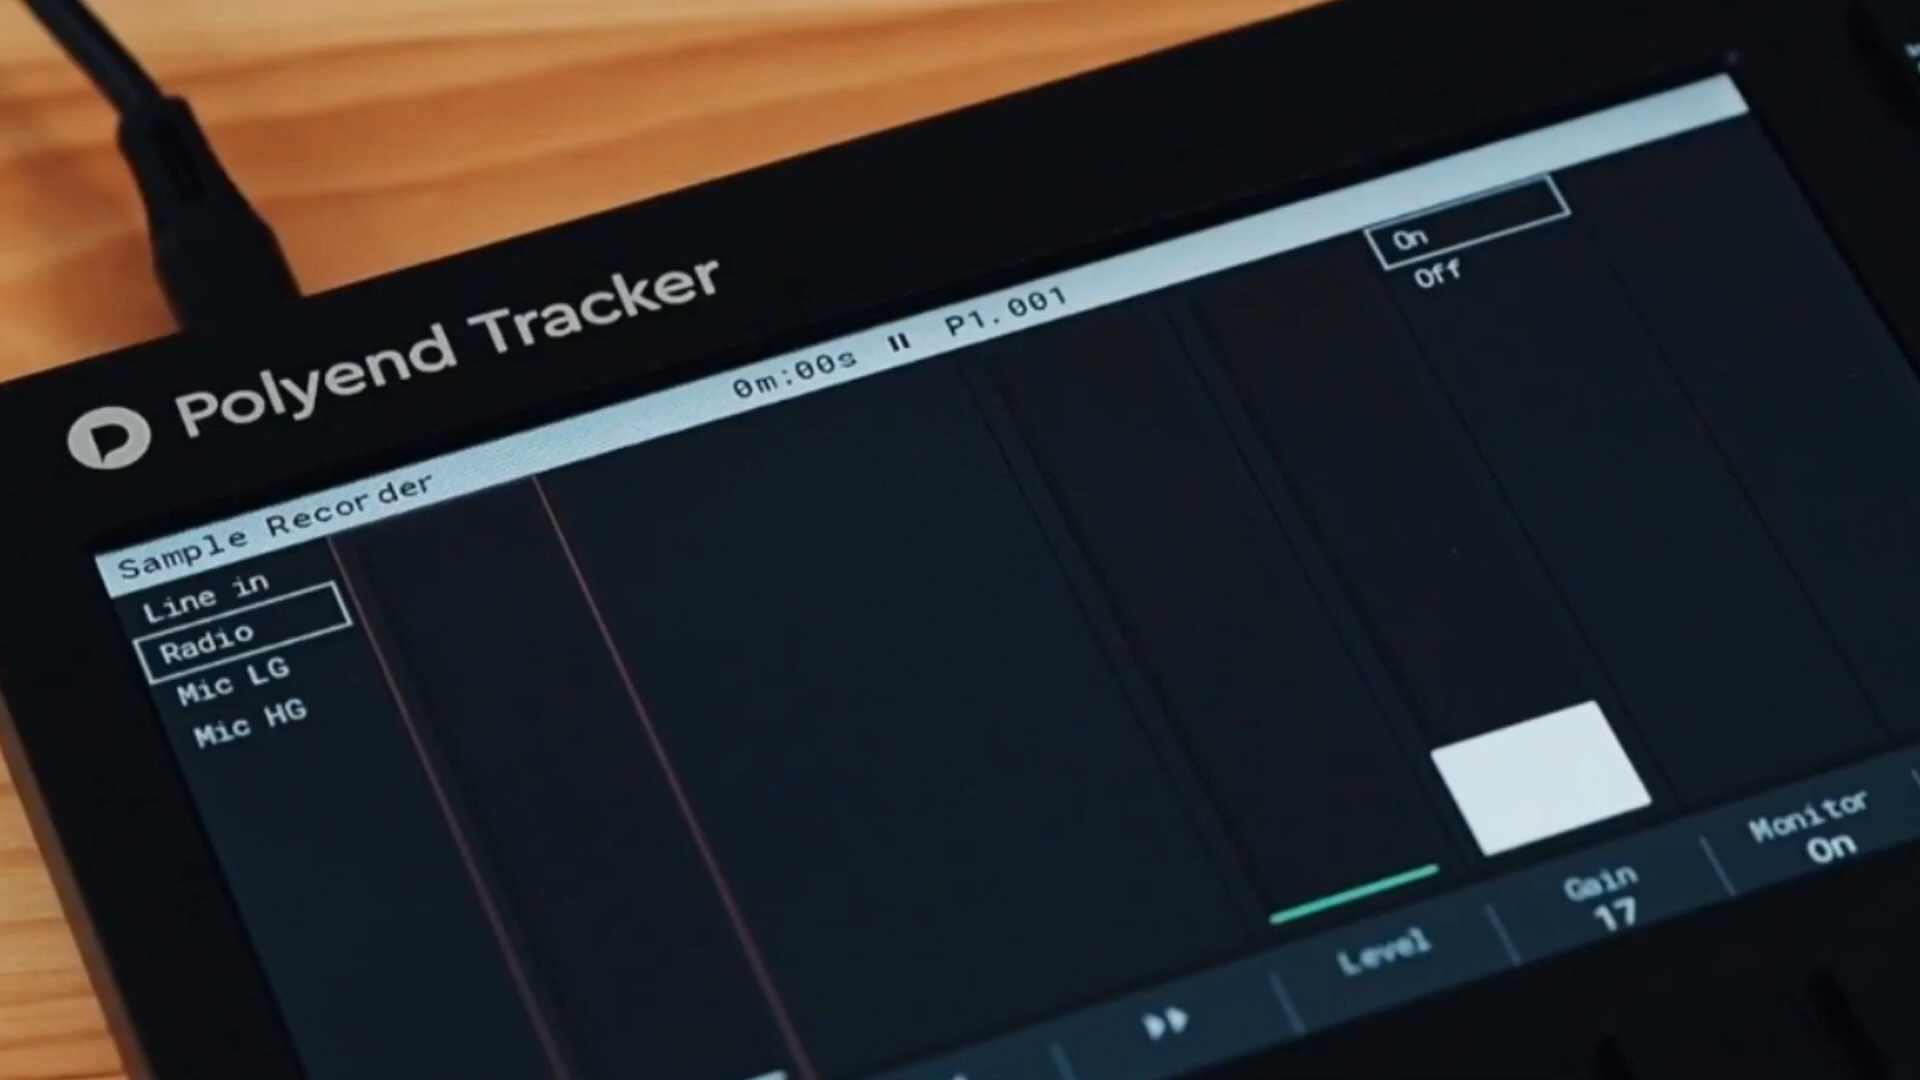 Polyend Tracker
Sample Recorder 0m:00s P1.001
Line in
Radio
Mic LG
Mic HG
On
Off
Level
Gain
17
Monitor
On